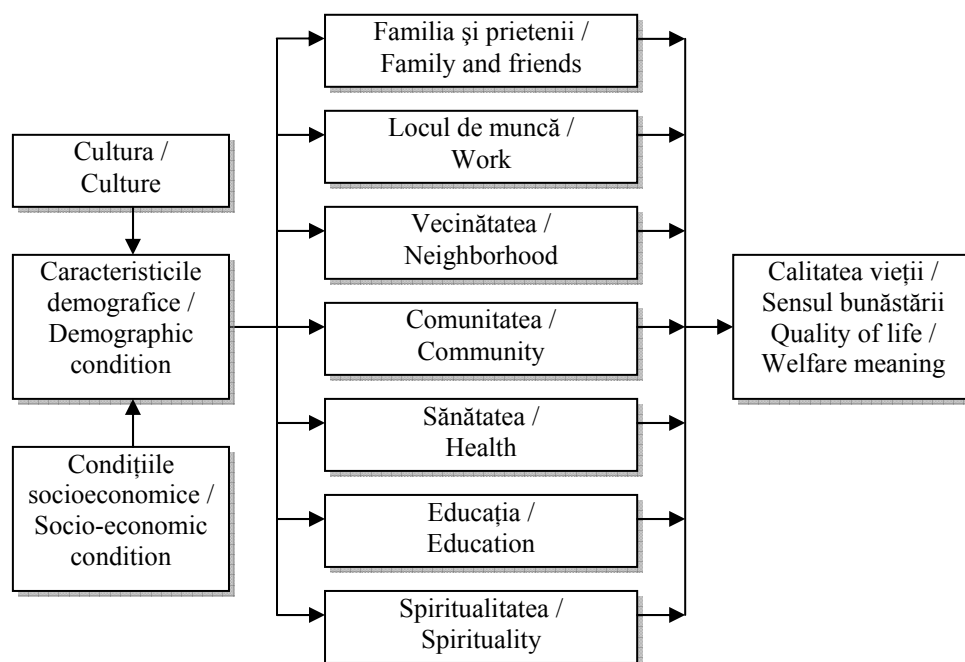 Cultura /
Culture
Caracteristicile
demografice /
Demographic
condition
Condițiile
socioeconomice /
Socio-economic
condition
Familia şi prietenii /
Family and friends
Locul de muncă /
Work
Vecinătatea /
Neighborhood
Comunitatea /
Community
Sănătatea /
Health
Educația /
Education
Spiritualitatea /
Spirituality
Calitatea vieții /
Sensul bunăstării
Quality of life /
Welfare meaning